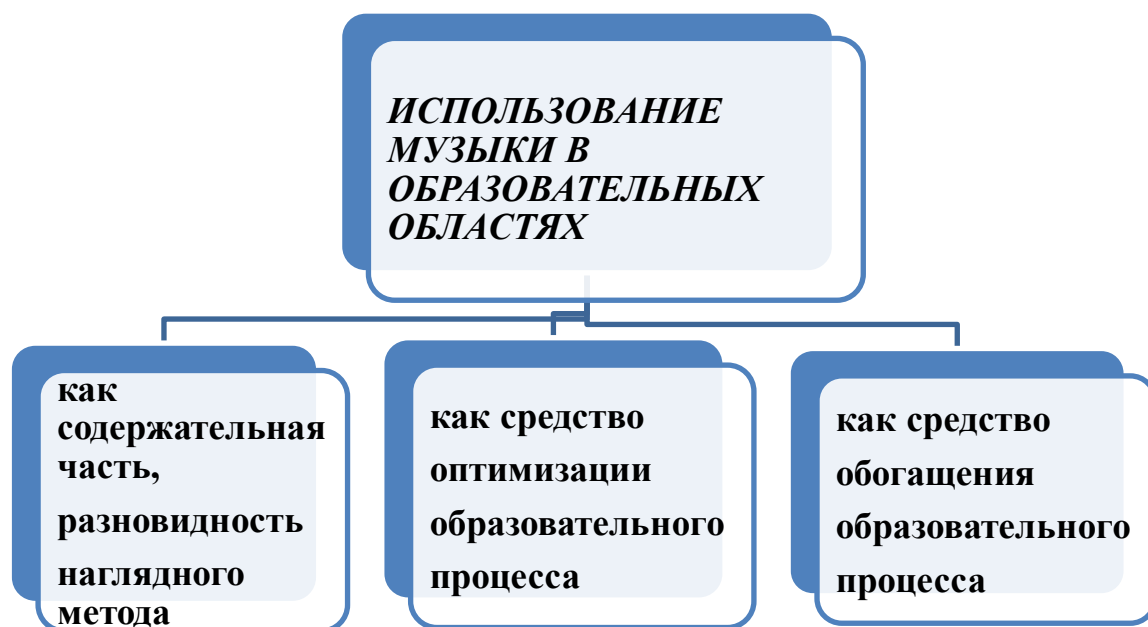 ИСПОЛЬЗОВАНИЕ
МУЗЫКИ В
ОБРАЗОВАТЕЛЬНЫХ
ОБЛАСТЯХ
как
содержательная
часть,
разновидность
наглядного
метода
как средство
оптимизации
образовательного
процесса
как средство
обогащения
образовательного
процесса